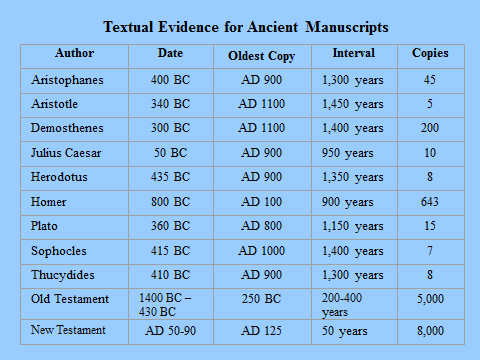 Textual Evidence for Ancient Manuscripts
Author Date Oldest Copy Interval Copies
Aristophanes 400 BC AD 900 1,300 years 45
Aristotle 340 BC AD 1100 1,450 years 5
Demosthenes 300 BC AD 1100 1,400 years 200
Julius Caesar 50 BC AD 900 950 years 10
Herodotus 435 BC AD 900 1,350 years 8
Homer 800 BC AD 100 900 years 643
Plato 360 BC AD 800 1,150 years 15
Sophocles 415 BC AD 1000 1,400 years 7
Thucydides 410 BC AD 900 1,300 years 8
Old Testament 1400 BC – 250 BC 200-400 5,000
430 BC years
New Testament AD 50-90 AD 125 50 years 8,000